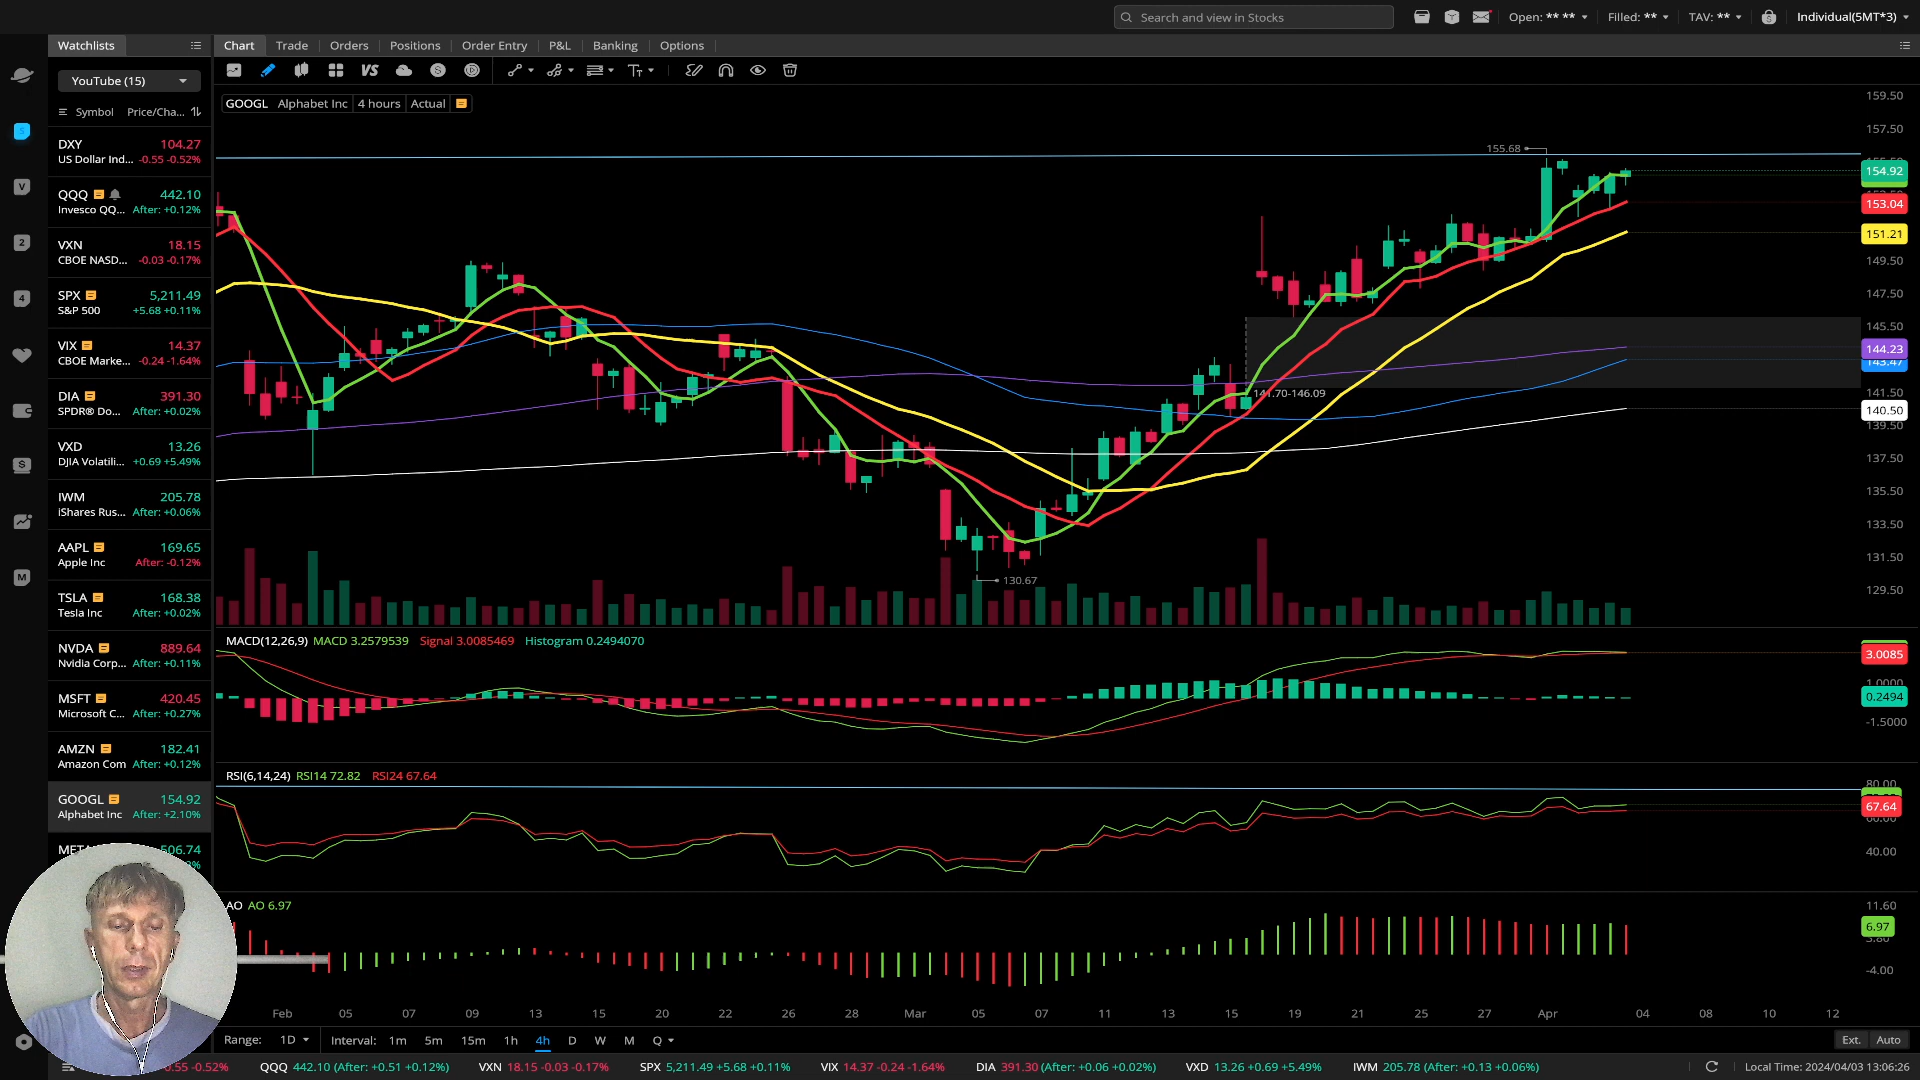 Search and view in Stocks
Open: ** **
Filled: **
TAV: **
Individual(5MT*3)
Watchlists
Chart Trade Orders Positions Order Entry P&L Banking Options
YouTube (15)
VS
Symbol Price/Cha...
GOOGL Alphabet Inc 4 hours Actual
DXY 104.27
US Dollar Ind... -0.55 -0.52%
QQQ 442.10
Invesco QQ... After: +0.12%
VXN 18.15
CBOE NASD... -0.03 -0.17%
SPX 5,211.49
S&P 500 +5.68 +0.11%
VIX 14.37
CBOE Marke... -0.24 -1.64%
DIA 391.30
SPDR® Do... After: +0.02%
VXD 13.26
DJIA Volatili... +0.69 +5.49%
IWM 205.78
iShares Rus... After: +0.06%
AAPL 169.65
Apple Inc After: -0.12%
TSLA 168.38
Tesla Inc After: +0.02%
NVDA 889.64
Nvidia Corp... After: +0.11%
MSFT 420.45
Microsoft C... After: +0.27%
AMZN 182.41
Amazon Com After: +0.12%
GOOGL 154.92
Alphabet Inc After: +2.10%
506.74
S
V
2
4
S
M
155.68
141.70-146.09
130.67
159.50
157.50
154.92
153.04
151.21
149.50
147.50
145.50
144.23
143.47
141.50
140.50
139.50
137.50
135.50
133.50
131.50
129.50
MACD(12,26,9) MACD 3.2579539 Signal 3.0085469 Histogram 0.2494070
3.0085
1.0000
0.2494
-1.5000
RSI(6,14,24) RSI14 72.82 RSI24 67.64
80.00
67.64
60.00
40.00
AO AO 6.97
11.60
6.97
3.80
-4.00
Feb 05 07 09 13 15 20 22 26 28 Mar 05 07 11 13 15 19 21 25 27 Apr 04 08 10 12
Range: 1D Interval: 1m 5m 15m 1h 4h D W M Q
Ext. Auto
0.55 -0.52% QQQ 442.10 (After: +0.51 +0.12%) VXN 18.15 -0.03 -0.17% SPX 5,211.49 +5.68 +0.11% VIX 14.37 -0.24 -1.64% DIA 391.30 (After: +0.06 +0.02%) VXD 13.26 +0.69 +5.49% IWM 205.78 (After: +0.13 +0.06%) Local Time: 2024/04/03 13:06:26